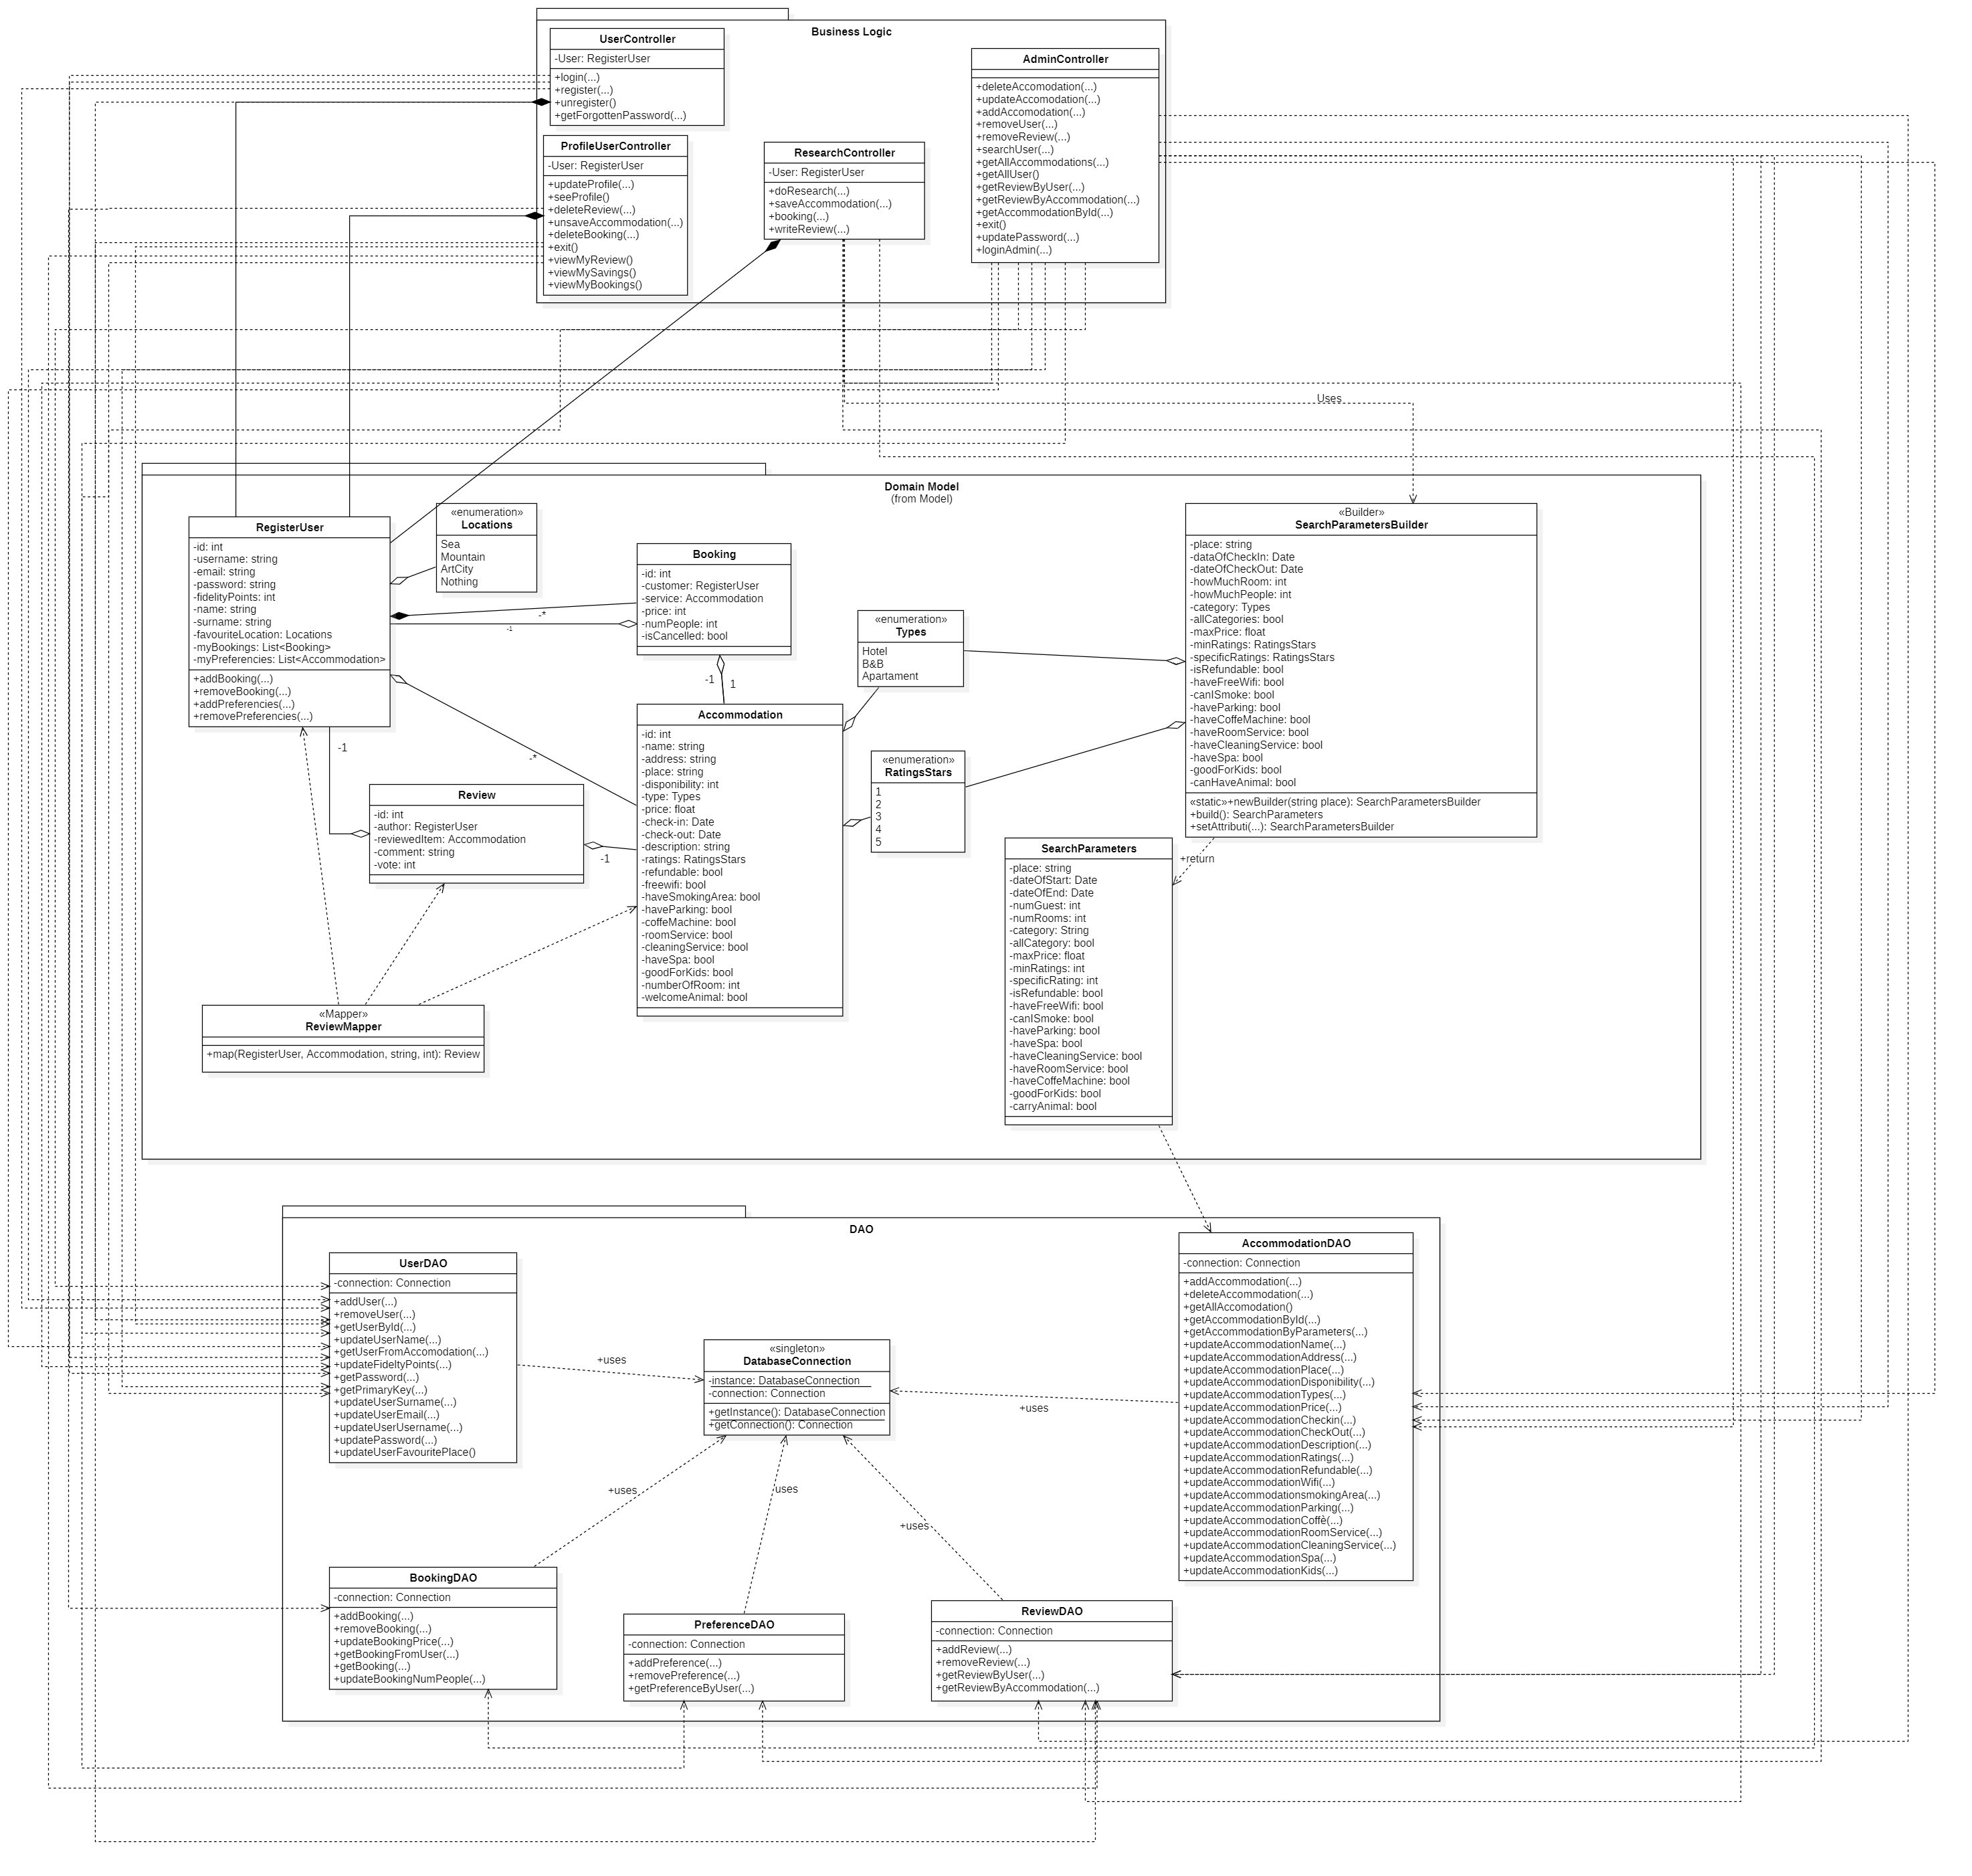 Business Logic
UserController
-User: RegisterUser
+login(...)
+register(...)
+unregister()
+getForgottenPassword(...)
ProfileUserController
-User: RegisterUser
+updateProfile(...)
+seeProfile()
+deleteReview(...)
+unsaveAccommodation(...)
+deleteBooking(...)
+exit()
+viewMyReview()
+viewMySavings()
+viewMyBookings()
ResearchController
-User: RegisterUser
+doResearch(...)
+saveAccommodation(...)
+booking(...)
+writeReview(...)
AdminController
+deleteAccomodation(...)
+updateAccomodation(...)
+addAccomodation(...)
+removeUser(...)
+removeReview(...)
+searchUser(...)
+getAllAccommodations(...)
+getAllUser()
+getReviewByUser(...)
+getReviewByAccommodation(...)
+getAccommodationById(...)
+exit()
+updatePassword(...)
+loginAdmin(...)
Uses
Domain Model
(from Model)
RegisterUser
-id: int
-username: string
-email: string
-password: string
-fidelityPoints: int
-name: string
-surname: string
-favouriteLocation: Locations
-myBookings: List<Booking>
-myPreferencies: List<Accommodation>
+addBooking(...)
+removeBooking(...)
+addPreferencies(...)
+removePreferencies(...)
«enumeration»
Locations
Sea
Mountain
ArtCity
Nothing
Booking
-id: int
-customer: RegisterUser
-service: Accommodation
-price: int
-numPeople: int
-isCancelled: bool
-*
-1
-1
1
-*
-1
-1
«enumeration»
Types
Hotel
B&B
Apartament
«enumeration»
RatingsStars
1
2
3
4
5
Accommodation
-id: int
-name: string
-address: string
-place: string
-disponibility: int
-type: Types
-price: float
-check-in: Date
-check-out: Date
-description: string
-ratings: RatingsStars
-refundable: bool
-freewifi: bool
-haveSmokingArea: bool
-haveParking: bool
-coffeMachine: bool
-roomService: bool
-cleaningService: bool
-haveSpa: bool
-goodForKids: bool
-numberOfRoom: int
-welcomeAnimal: bool
Review
-id: int
-author: RegisterUser
-reviewedItem: Accommodation
-comment: string
-vote: int
«Mapper»
ReviewMapper
+map(RegisterUser, Accommodation, string, int): Review
«Builder»
SearchParametersBuilder
-place: string
-dataOfCheckIn: Date
-dateOfCheckOut: Date
-howMuchRoom: int
-howMuchPeople: int
-category: Types
-allCategories: bool
-maxPrice: float
-minRatings: RatingsStars
-specificRatings: RatingsStars
-isRefundable: bool
-haveFreeWifi: bool
-canISmoke: bool
-haveParking: bool
-haveCoffeMachine: bool
-haveRoomService: bool
-haveCleaningService: bool
-haveSpa: bool
-goodForKids: bool
-canHaveAnimal: bool
«static»+newBuilder(string place): SearchParametersBuilder
+build(): SearchParameters
+setAttributi(...): SearchParametersBuilder
+return
SearchParameters
-place: string
-dateOfStart: Date
-dateOfEnd: Date
-numGuest: int
-numRooms: int
-category: String
-allCategory: bool
-maxPrice: float
-minRatings: int
-specificRating: int
-isRefundable: bool
-haveFreeWifi: bool
-canISmoke: bool
-haveParking: bool
-haveSpa: bool
-haveCleaningService: bool
-haveRoomService: bool
-haveCoffeMachine: bool
-goodForKids: bool
-carryAnimal: bool
DAO
UserDAO
-connection: Connection
+addUser(...)
+removeUser(...)
+getUserById(...)
+updateUserName(...)
+getUserFromAccomodation(...)
+updateFideltyPoints(...)
+getPassword(...)
+getPrimaryKey(...)
+updateUserSurname(...)
+updateUserEmail(...)
+updateUserUsername(...)
+updatePassword(...)
+updateUserFavouritePlace()
+uses
«singleton»
DatabaseConnection
-instance: DatabaseConnection
-connection: Connection
+getInstance(): DatabaseConnection
+getConnection(): Connection
+uses
+uses
uses
+uses
AccommodationDAO
-connection: Connection
+addAccommodation(...)
+deleteAccommodation(...)
+getAllAccomodation()
+getAccommodationById(...)
+getAccommodationByParameters(...)
+updateAccommodationName(...)
+updateAccommodationAddress(...)
+updateAccommodationPlace(...)
+updateAccommodationDisponibility(...)
+updateAccommodationTypes(...)
+updateAccommodationPrice(...)
+updateAccommodationCheckin(...)
+updateAccommodationCheckOut(...)
+updateAccommodationDescription(...)
+updateAccommodationRatings(...)
+updateAccommodationRefundable(...)
+updateAccommodationWifi(...)
+updateAccommodationsmokingArea(...)
+updateAccommodationParking(...)
+updateAccommodationCoffè(...)
+updateAccommodationRoomService(...)
+updateAccommodationCleaningService(...)
+updateAccommodationSpa(...)
+updateAccommodationKids(...)
BookingDAO
-connection: Connection
+addBooking(...)
+removeBooking(...)
+updateBookingPrice(...)
+getBookingFromUser(...)
+getBooking(...)
+updateBookingNumPeople(...)
PreferenceDAO
-connection: Connection
+addPreference(...)
+removePreference(...)
+getPreferenceByUser(...)
ReviewDAO
-connection: Connection
+addReview(...)
+removeReview(...)
+getReviewByUser(...)
+getReviewByAccommodation(...)